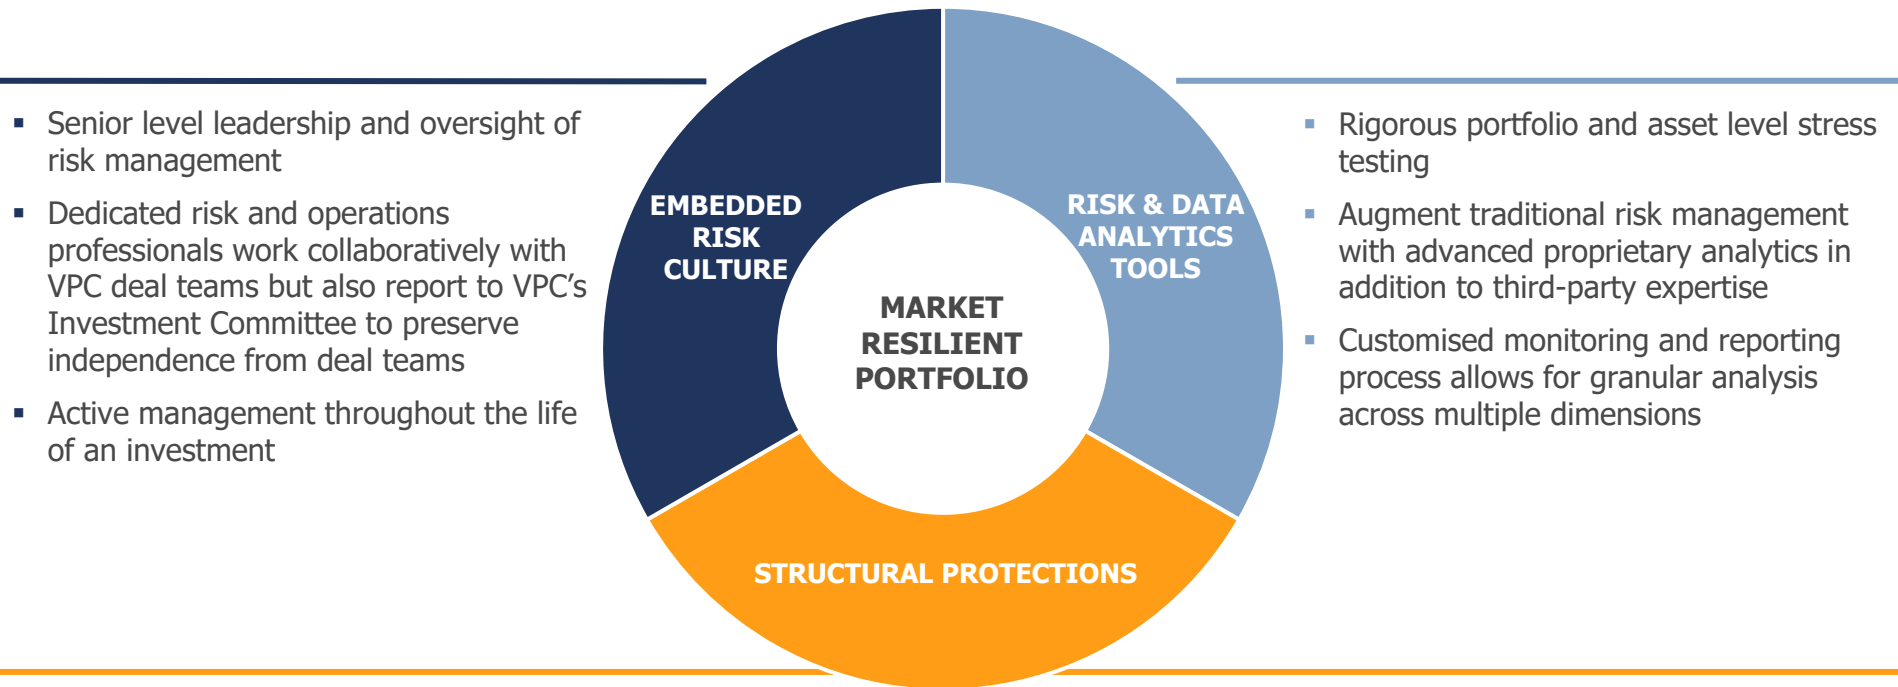 ▪ Senior level leadership and oversight of
risk management
▪ Dedicated risk and operations
professionals work collaboratively with
VPC deal teams but also report to VPC’s
Investment Committee to preserve
independence from deal teams
▪ Active management throughout the life
of an investment
EMBEDDED
RISK
CULTURE
MARKET
RESILIENT
PORTFOLIO
RISK & DATA
ANALYTICS
TOOLS
STRUCTURAL PROTECTIONS
▪ Rigorous portfolio and asset level stress
testing
▪ Augment traditional risk management
with advanced proprietary analytics in
addition to third-party expertise
▪ Customised monitoring and reporting
process allows for granular analysis
across multiple dimensions